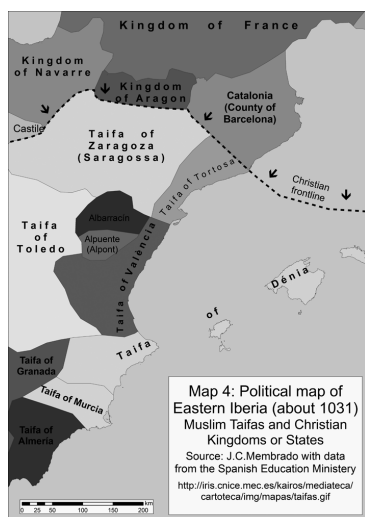 Kingdom of France
Kingdom
of Navarre
Kingdom
of Aragon
Catalonia
(County of
Barcelona)
Castile
Taifa of
Zaragoza
(Saragossa)
Taifa of Tortosa
Christian
frontline
Albarracín
Taifa
of
Toledo
Alpuente
(Alpont)
Taifa of València
Taifa
of
Dénia
Taifa of
Granada
Taifa of Murcia
Taifa of
Almeria
Map 4: Political map of
Eastern Iberia (about 1031)
Muslim Taifas and Christian
Kingdoms or States
Source: J.C.Membrado with data
from the Spanish Education Ministery
http://iris.cnice.mec.es/kairos/mediateca/
cartoteca/img/mapas/taifas.gif
km
0 25 50 100 150 200